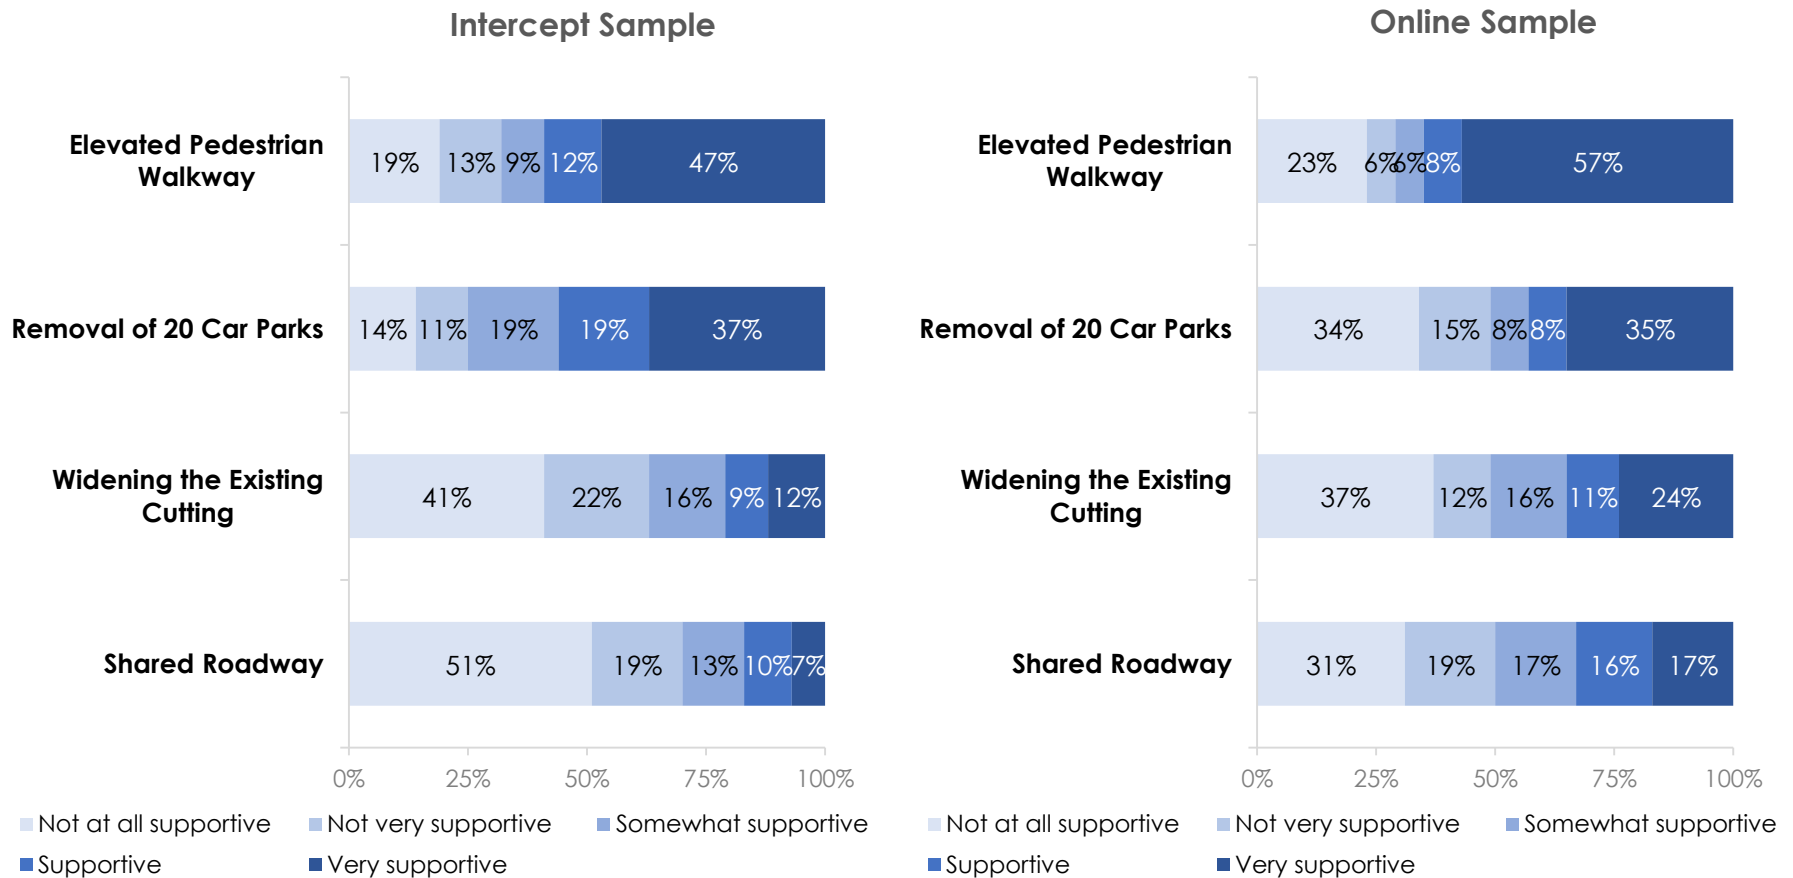 Intercept Sample
Elevated Pedestrian
Walkway
19% 13% 9% 12% 47%
Removal of 20 Car Parks
14% 11% 19% 19% 37%
Widening the Existing
Cutting
41% 22% 16% 9% 12%
Shared Roadway
51% 19% 13% 10% 7%
0% 25% 50% 75% 100%
Not at all supportive Not very supportive Somewhat supportive
Supportive Very supportive
Online Sample
Elevated Pedestrian
Walkway
23% 6% 6% 8% 57%
Removal of 20 Car Parks
34% 15% 8% 8% 35%
Widening the Existing
Cutting
37% 12% 16% 11% 24%
Shared Roadway
31% 19% 17% 16% 17%
0% 25% 50% 75% 100%
Not at all supportive Not very supportive Somewhat supportive
Supportive Very supportive